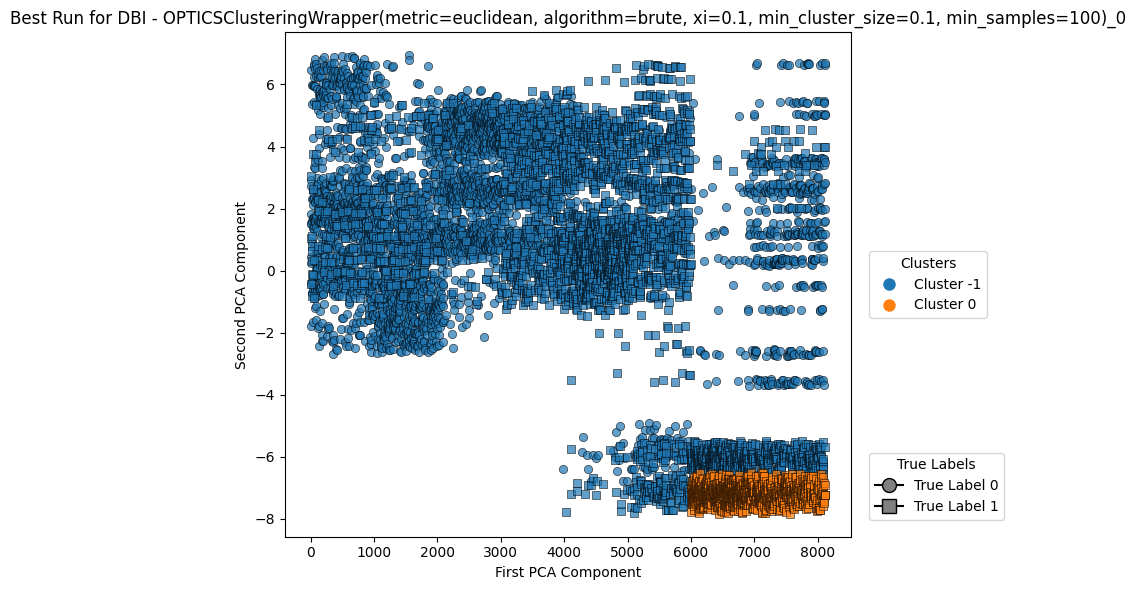 Best Run for DBI - OPTICSClusteringWrapper(metric=euclidean, algorithm=brute, xi=0.1, min_cluster_size=0.1, min_samples=100)_0
Second PCA Component
6
4
2
0
−2
−4
−6
−8
0 1000 2000 3000 4000 5000 6000 7000 8000
First PCA Component
Clusters
Cluster -1
Cluster 0
True Labels
True Label 0
True Label 1